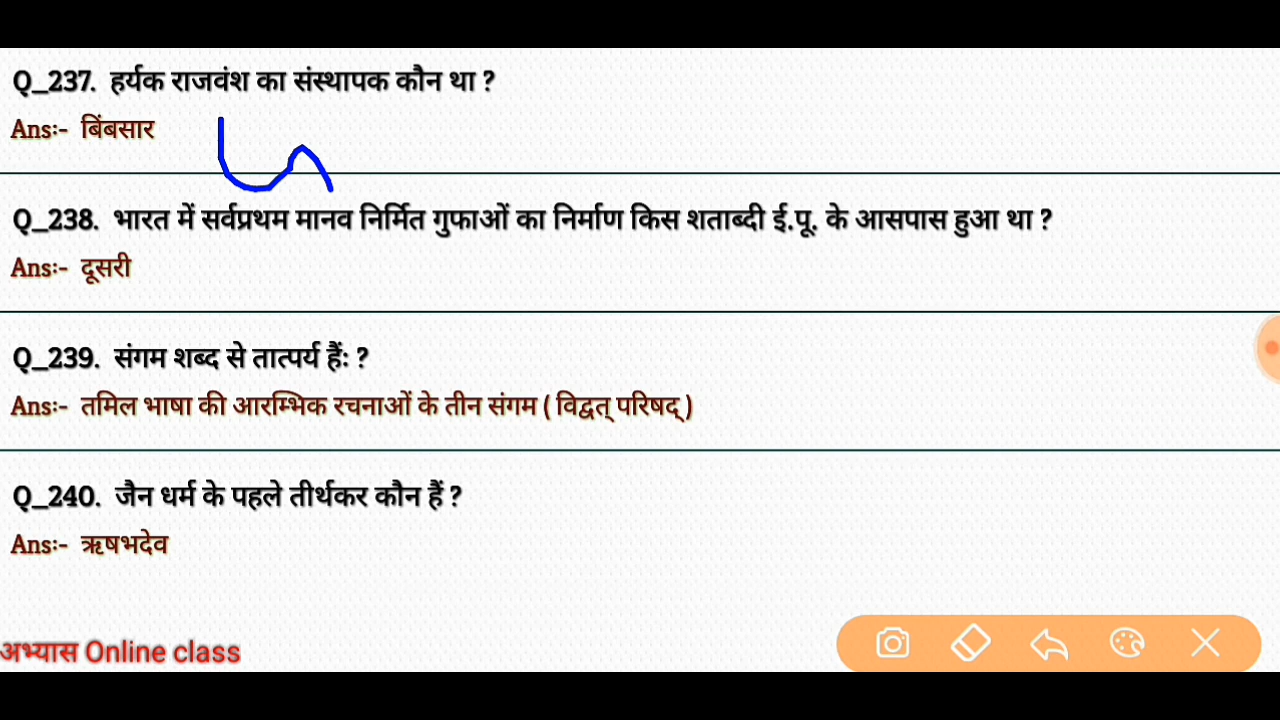 Q_237. हर्यक राजवंश का संस्थापक कौन था ?
Ans:- बिंबसार
Q_238. भारत में सर्वप्रथम मानव निर्मित गुफाओं का निर्माण किस शताब्दी ई.पू. के आसपास हुआ था ?
Ans:- दूसरी
Q_239. संगम शब्द से तात्पर्य हैंः ?
Ans:- तमिल भाषा की आरम्भिक रचनाओं के तीन संगम ( विद्वत् परिषद् )
Q_240. जैन धर्म के पहले तीर्थकर कौन हैं ?
Ans:- ऋषभदेव
अभ्यास Online class